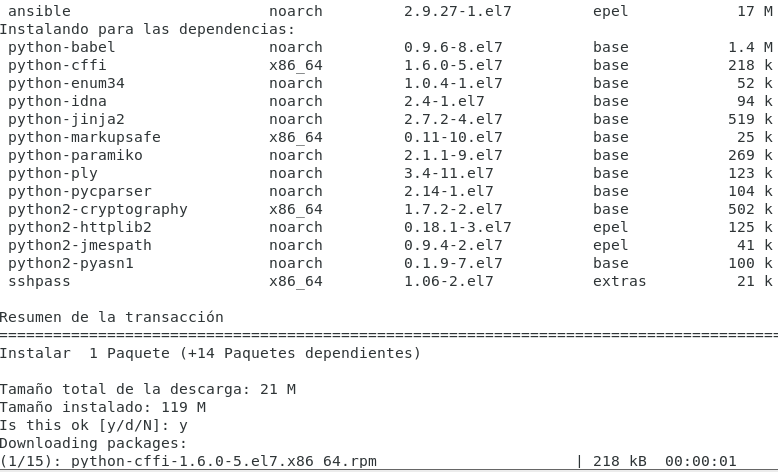 ansible noarch 2.9.27-1.el7 epel 17 M
Instalando para las dependencias:
python-babel noarch 0.9.6-8.el7 base 1.4 M
python-cffi x86_64 1.6.0-5.el7 base 218 k
python-enum34 noarch 1.0.4-1.el7 base 52 k
python-idna noarch 2.4-1.el7 base 94 k
python-jinja2 noarch 2.7.2-4.el7 base 519 k
python-markupsafe x86_64 0.11-10.el7 base 25 k
python-paramiko noarch 2.1.1-9.el7 base 269 k
python-ply noarch 3.4-11.el7 base 123 k
python-pycparser noarch 2.14-1.el7 base 104 k
python2-cryptography x86_64 1.7.2-2.el7 base 502 k
python2-httplib2 noarch 0.18.1-3.el7 epel 125 k
python2-jmespath noarch 0.9.4-2.el7 epel 41 k
python2-pyasn1 noarch 0.1.9-7.el7 base 100 k
sshpass x86_64 1.06-2.el7 extras 21 k
Resumen de la transacción
================================================================================
Instalar 1 Paquete (+14 Paquetes dependientes)
Tamaño total de la descarga: 21 M
Tamaño instalado: 119 M
Is this ok [y/d/N]: y
Downloading packages:
(1/15): python-cffi-1.6.0-5.el7.x86_64.rpm | 218 kB 00:00:01